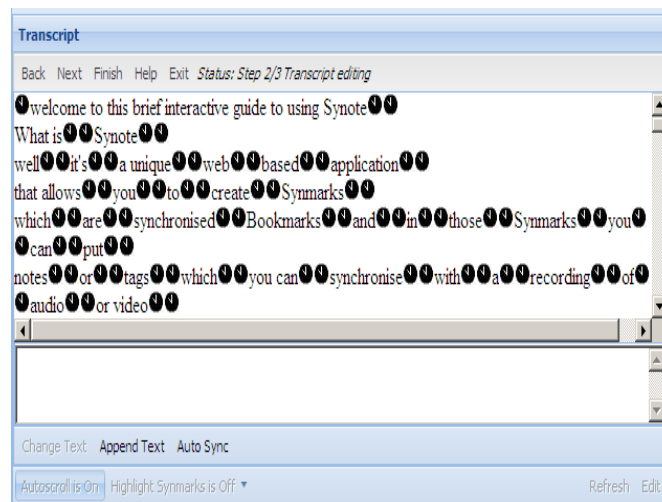 Transcript
Back Next Finish Help Exit Status: Step 2/3 Transcript editing
welcome to this brief interactive guide to using Synote
What is Synote
well it's a unique web based application
that allows you to create Synmarks
which are synchronised Bookmarks and in those Synmarks you
can put
notes or tags which you can synchronise with a recording of
audio or video
Change Text Append Text Auto Sync
Autoscroll is On Highlight Synmarks is Off Refresh Edit